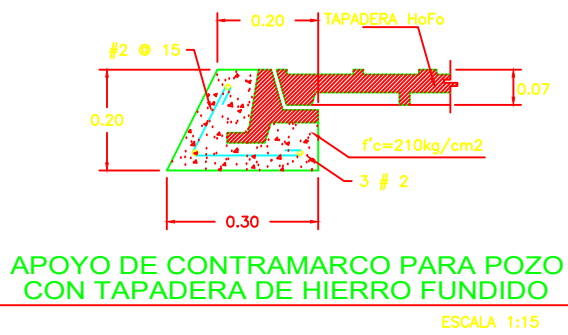 0.20
TAPADERA HoFo
#2 @ 15
0.07
0.20
f'c=210kg/cm2
3 # 2
0.30
APOYO DE CONTRAMARCO PARA POZO
CON TAPADERA DE HIERRO FUNDIDO
ESCALA 1:15